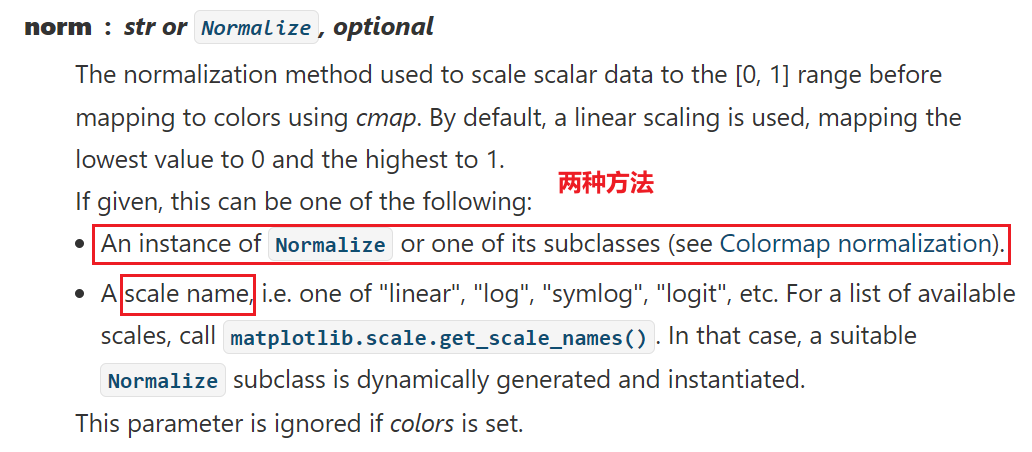 norm : str or Normalize, optional
The normalization method used to scale scalar data to the [0, 1] range before
mapping to colors using cmap. By default, a linear scaling is used, mapping the
lowest value to 0 and the highest to 1.
两种方法
If given, this can be one of the following:
• An instance of Normalize or one of its subclasses (see Colormap normalization).
• A scale name, i.e. one of "linear", "log", "symlog", "logit", etc. For a list of available
scales, call matplotlib.scale.get_scale_names(). In that case, a suitable
Normalize subclass is dynamically generated and instantiated.
This parameter is ignored if colors is set.